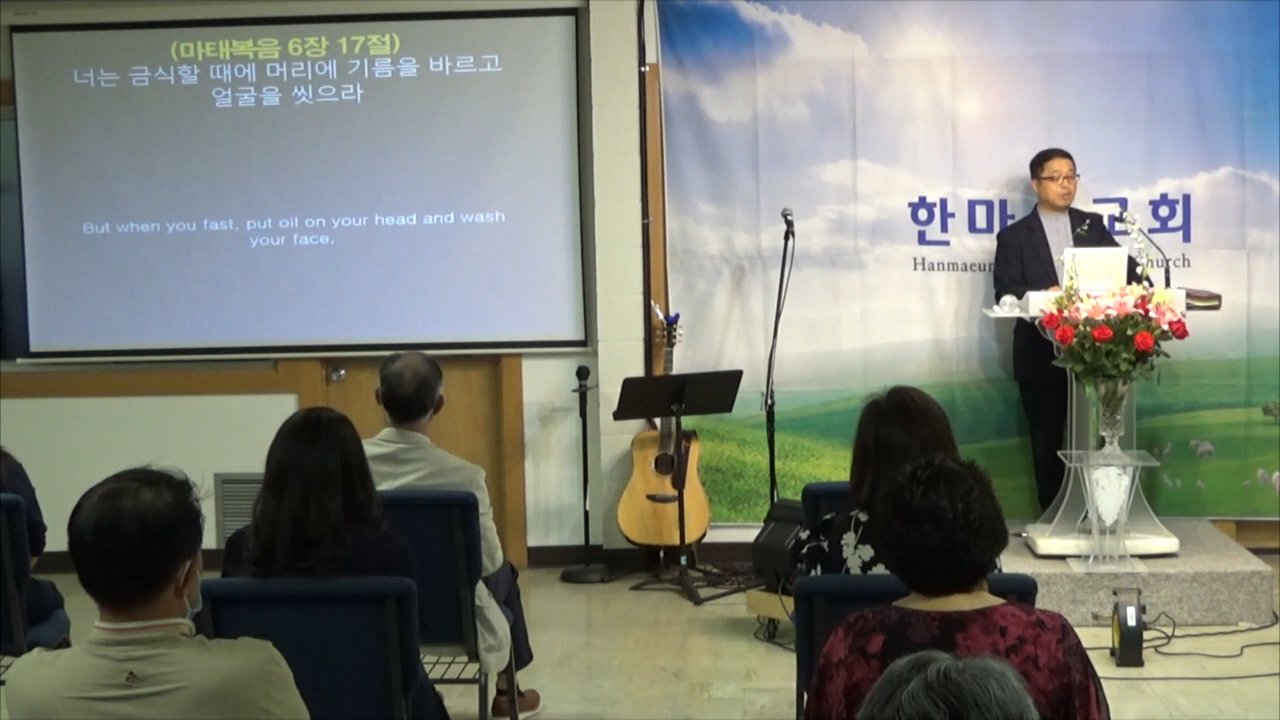 (마태복음 6장 17절)
너는 금식할 때에 머리에 기름을 바르고
얼굴을 씻으라
But when you fast, put oil on your head and wash
your face,
한마 교회